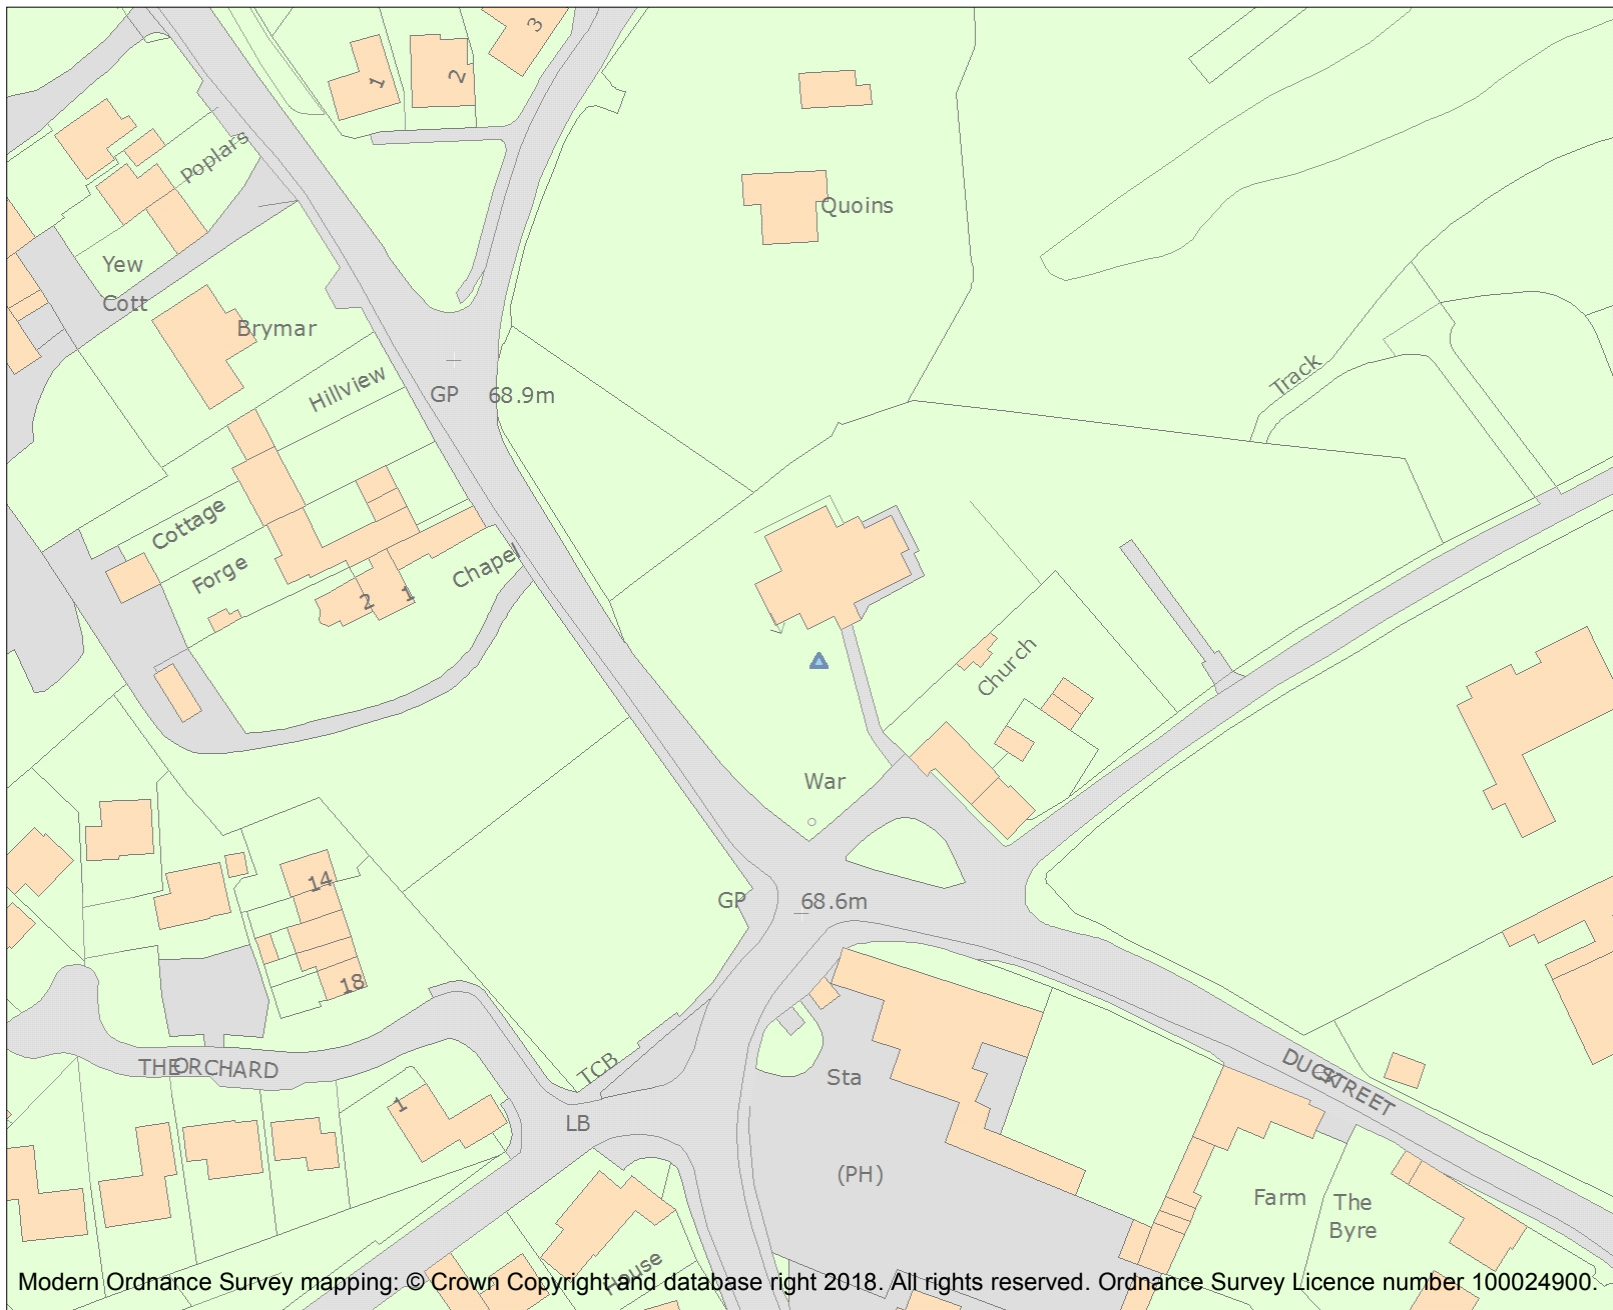 3
1
2
Poplars
Quoins
Yew
Cott
Brymar
Hillview
Track
GP 68.9m
Cottage
Forge
Chapel
2 1
Church
War
14
GP 68.6m
18
THE ORCHARD
TCB
Sta
DUCK STREET
1
LB
(PH)
Farm
The
Byre
House
Modern Ordnance Survey mapping: © Crown Copyright and database right 2018. All rights reserved. Ordnance Survey Licence number 100024900.